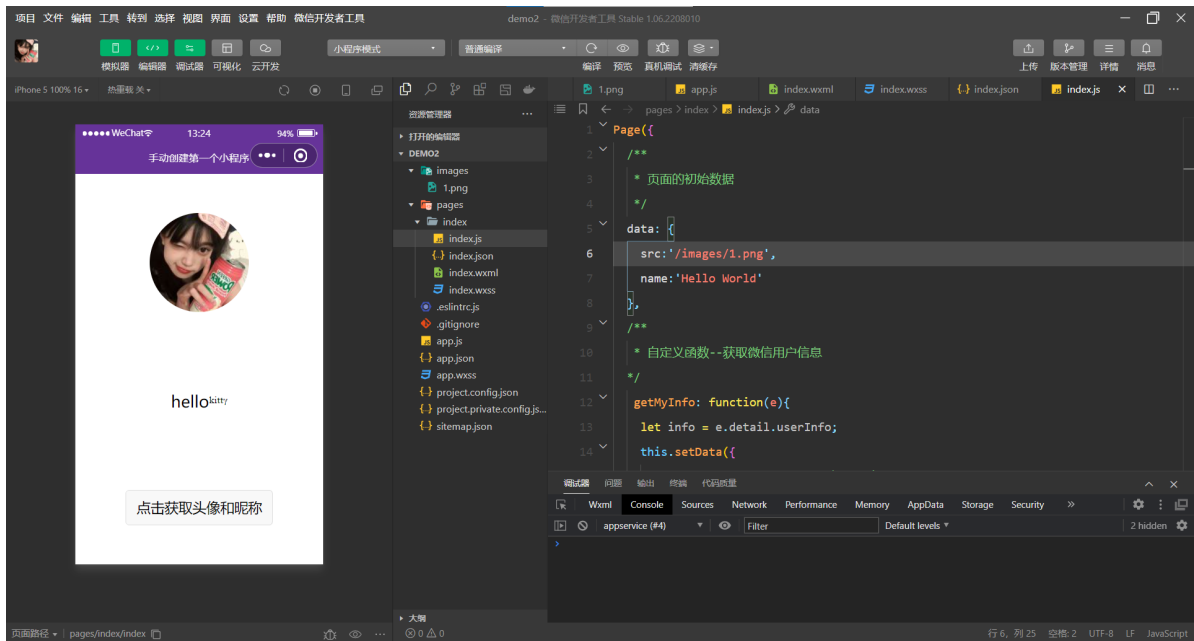 项目 文件 编辑 工具 转到 选择 视图 界面 设置 帮助 微信开发者工具
demo2 - 微信开发者工具 Stable 1.06.2208010
小程序模式
普通编译
模拟器 编辑器 调试器 可视化 云开发
编译 预览 真机调试 清缓存
上传 版本管理 详情 消息
iPhone 5 100% 16
热重载 关
WeChat
13:24
94%
手动创建第一个小程序
hellokitty
点击获取头像和昵称
页面路径
pages/index/index
资源管理器
打开的编辑器
DEMO2
images
1.png
pages
index
index.js
index.json
index.wxml
index.wxss
.eslintrc.js
.gitignore
app.js
app.json
app.wxss
project.config.json
project.private.config.js...
sitemap.json
大纲
0 0
1.png
app.js
index.wxml
index.wxss
index.json
index.js
pages > index > index.js > data
1 Page({
2 /**
3 * 页面的初始数据
4 */
5 data: {
6 src:'/images/1.png',
7 name:'Hello World'
8 },
9 /**
10 * 自定义函数--获取微信用户信息
11 */
12 getMyInfo: function(e){
13 let info = e.detail.userInfo;
14 this.setData({
调试器 问题 输出 终端 代码质量
Wxml Console Sources Network Performance Memory AppData Storage Security
appservice (#4)
Filter
Default levels
2 hidden
行 6，列 25 空格: 2 UTF-8 LF JavaScript